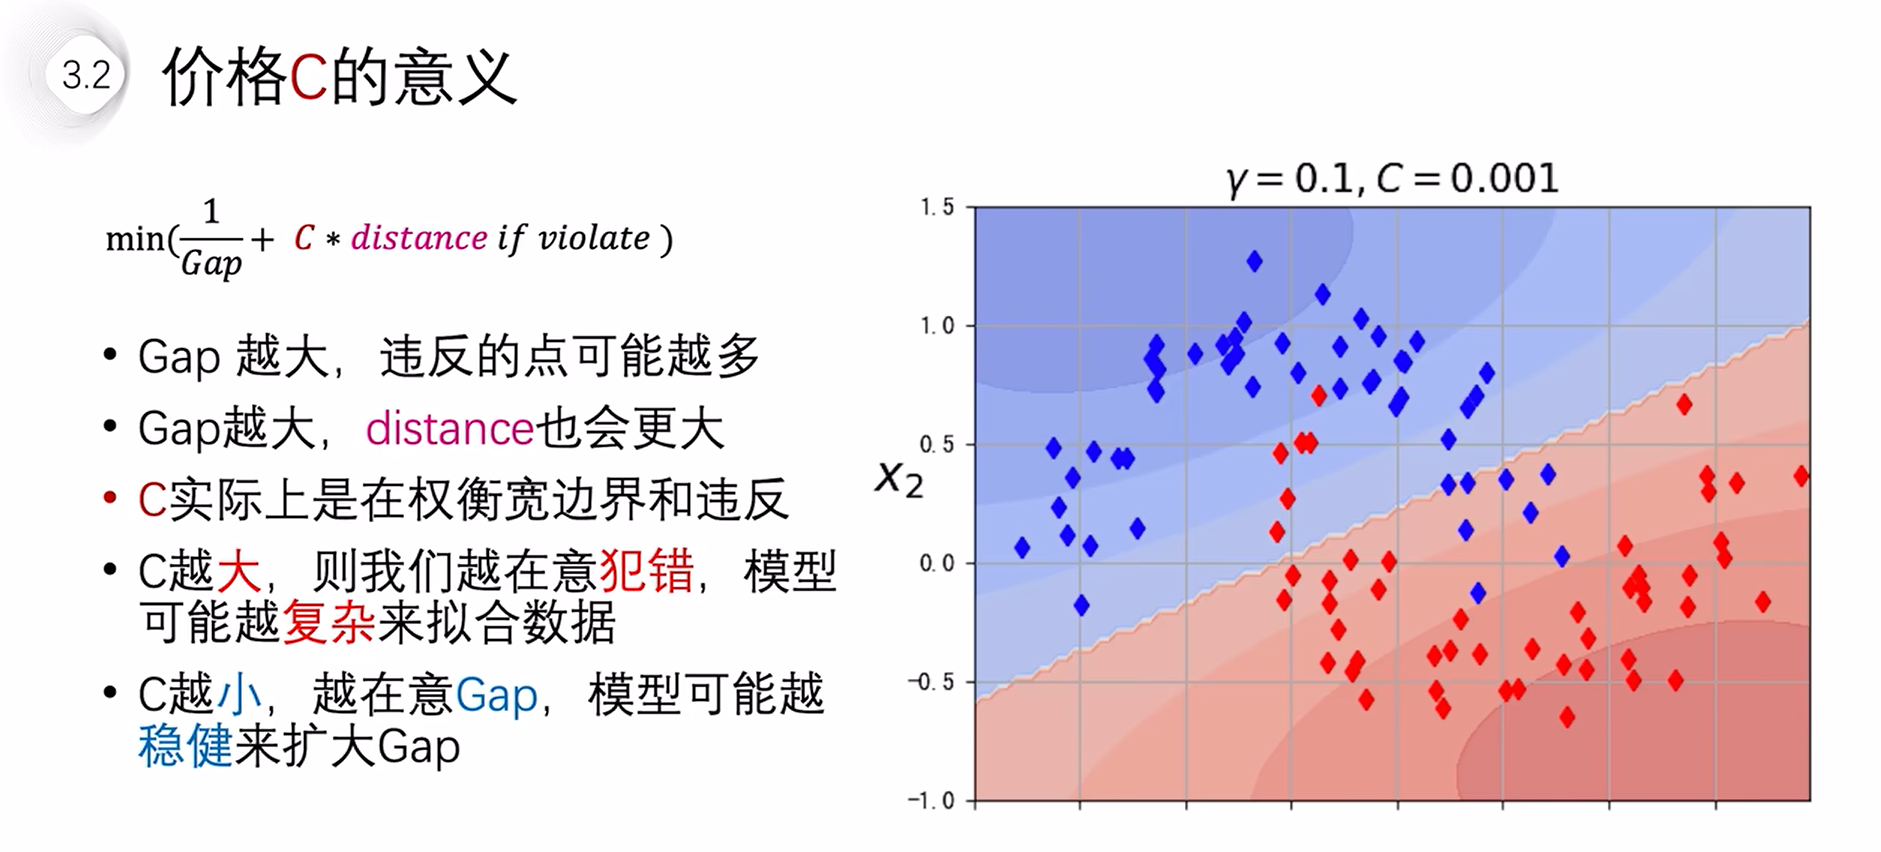 3.2
价格C的意义
min(1/Gap + C * distance if violate )
• Gap 越大，违反的点可能越多
• Gap越大，distance也会更大
• C实际上是在权衡宽边界和违反
• C越大，则我们越在意犯错，模型
可能越复杂来拟合数据
• C越小，越在意Gap，模型可能越
稳健来扩大Gap
γ = 0.1, C = 0.001
1.5
1.0
0.5
x₂
0.0
−0.5
−1.0